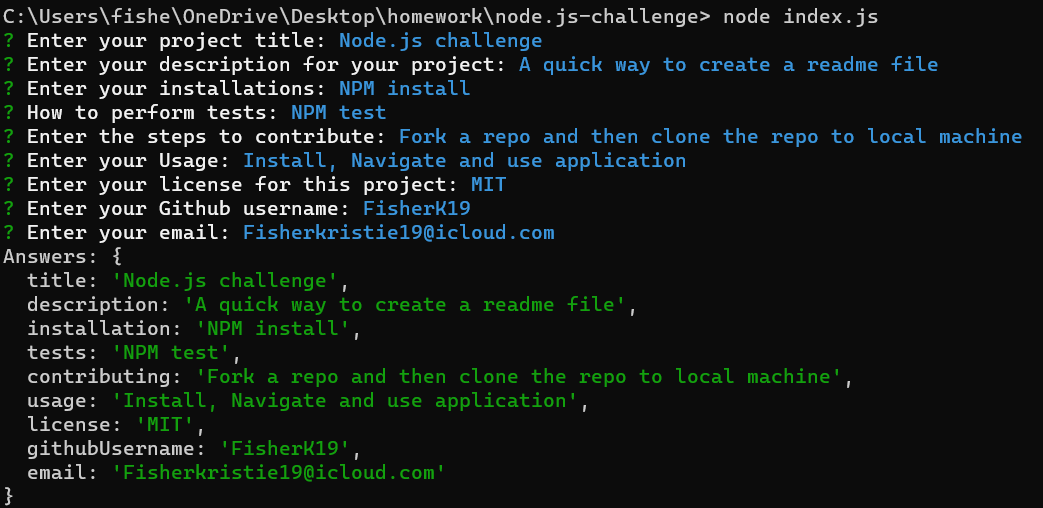 C:\Users\fishe\OneDrive\Desktop\homework\node.js-challenge> node index.js
? Enter your project title: Node.js challenge
? Enter your description for your project: A quick way to create a readme file
? Enter your installations: NPM install
? How to perform tests: NPM test
? Enter the steps to contribute: Fork a repo and then clone the repo to local machine
? Enter your Usage: Install, Navigate and use application
? Enter your license for this project: MIT
? Enter your Github username: FisherK19
? Enter your email: Fisherkristie19@icloud.com
Answers: {
  title: 'Node.js challenge',
  description: 'A quick way to create a readme file',
  installation: 'NPM install',
  tests: 'NPM test',
  contributing: 'Fork a repo and then clone the repo to local machine',
  usage: 'Install, Navigate and use application',
  license: 'MIT',
  githubUsername: 'FisherK19',
  email: 'Fisherkristie19@icloud.com'
}